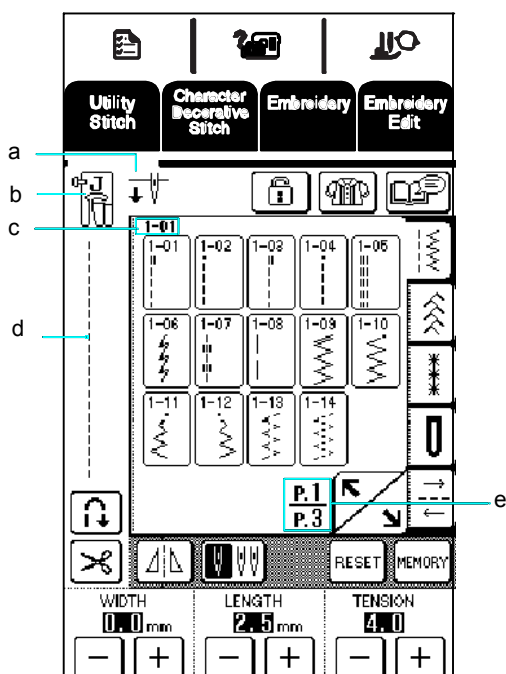 Utility Stitch
Character Decorative Stitch
Embroidery
Embroidery Edit
a
b
J
c
1-01
1-01 1-02 1-03 1-04 1-05
d
1-06 1-07 1-08 1-09 1-10
1-11 1-12 1-13 1-14
P.1
P.3
e
RESET MEMORY
WIDTH LENGTH TENSION
0.0 mm 2.5 mm 4.0
− + − + − +